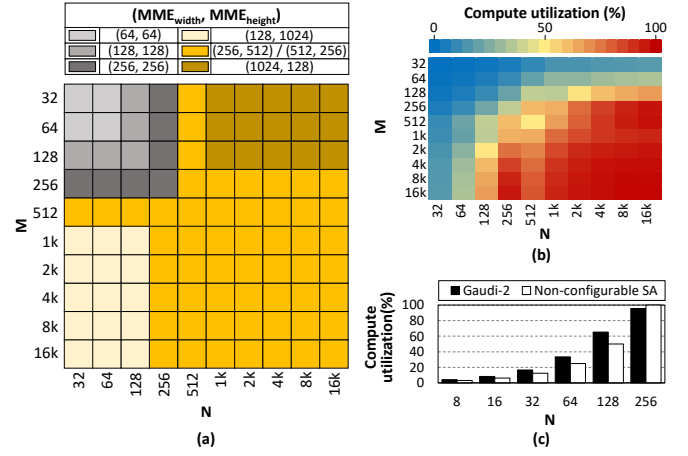 (MME_width, MME_height)
(64, 64) (128, 1024)
(128, 128) (256, 512) / (512, 256)
(256, 256) (1024, 128)
M
32
64
128
256
512
1k
2k
4k
8k
16k
32 64 128 256 512 1k 2k 4k 8k 16k
N
(a)
Compute utilization (%)
0 50 100
M
32
64
128
256
512
1k
2k
4k
8k
16k
32 64 128 256 512 1k 2k 4k 8k 16k
N
(b)
Gaudi-2 Non-configurable SA
Compute
utilization(%)
100
80
60
40
20
0
8 16 32 64 128 256
N
(c)